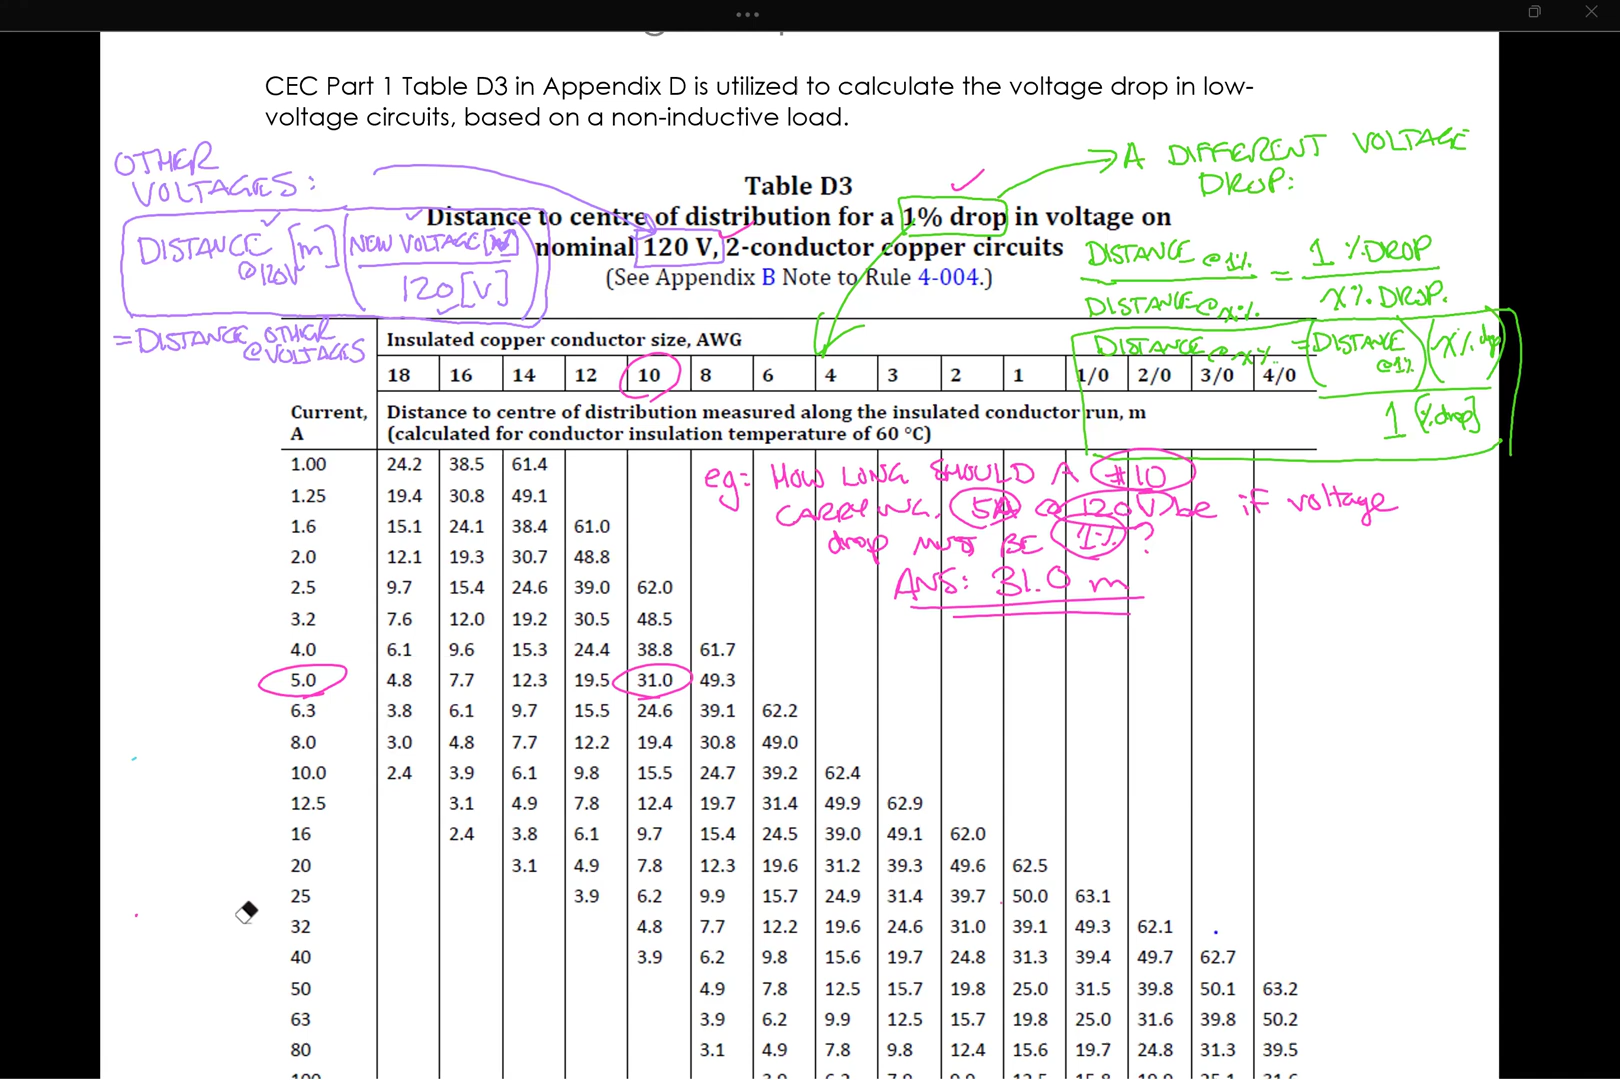 CEC Part 1 Table D3 in Appendix D is utilized to calculate the voltage drop in low-
voltage circuits, based on a non-inductive load.
OTHER
VOLTAGES:
DISTANCE @120V [m] (NEW VOLTAGE [V] / 120 [V])
= DISTANCE @ OTHER VOLTAGES
A DIFFERENT VOLTAGE
DROP:
DISTANCE @1% / DISTANCE @x% = 1 % DROP / x % DROP.
DISTANCE @x% = (DISTANCE @1%) (x % drop) / 1 [% drop]
Table D3
Distance to centre of distribution for a 1% drop in voltage on
nominal 120 V, 2-conductor copper circuits
(See Appendix B Note to Rule 4-004.)
Insulated copper conductor size, AWG
18 16 14 12 10 8 6 4 3 2 1 1/0 2/0 3/0 4/0
Current, A
Distance to centre of distribution measured along the insulated conductor run, m
(calculated for conductor insulation temperature of 60 °C)
eg: HOW LONG SHOULD A #10
CARRYING 5A @ 120V be if voltage
drop MUST BE 1%?
ANS: 31.0 m
1.00 24.2 38.5 61.4
1.25 19.4 30.8 49.1
1.6 15.1 24.1 38.4 61.0
2.0 12.1 19.3 30.7 48.8
2.5 9.7 15.4 24.6 39.0 62.0
3.2 7.6 12.0 19.2 30.5 48.5
4.0 6.1 9.6 15.3 24.4 38.8 61.7
5.0 4.8 7.7 12.3 19.5 31.0 49.3
6.3 3.8 6.1 9.7 15.5 24.6 39.1 62.2
8.0 3.0 4.8 7.7 12.2 19.4 30.8 49.0
10.0 2.4 3.9 6.1 9.8 15.5 24.7 39.2 62.4
12.5 3.1 4.9 7.8 12.4 19.7 31.4 49.9 62.9
16 2.4 3.8 6.1 9.7 15.4 24.5 39.0 49.1 62.0
20 3.1 4.9 7.8 12.3 19.6 31.2 39.3 49.6 62.5
25 3.9 6.2 9.9 15.7 24.9 31.4 39.7 50.0 63.1
32 4.8 7.7 12.2 19.6 24.6 31.0 39.1 49.3 62.1
40 3.9 6.2 9.8 15.6 19.7 24.8 31.3 39.4 49.7 62.7
50 4.9 7.8 12.5 15.7 19.8 25.0 31.5 39.8 50.1 63.2
63 3.9 6.2 9.9 12.5 15.7 19.8 25.0 31.6 39.8 50.2
80 3.1 4.9 7.8 9.8 12.4 15.6 19.7 24.8 31.3 39.5